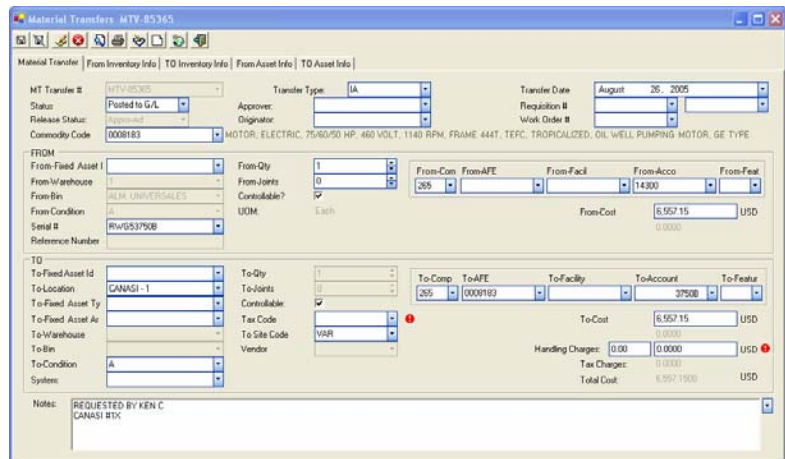 Material Transfers MTV-85365
Material Transfer From Inventory Info TO Inventory Info From Asset Info TO Asset Info
MT Transfer # MTV-85365 Transfer Type: IA Transfer Date August 26, 2005
Status Posted to G/L Approver: Requisition #
Release Status: Approved Originator: Work Order #
Commodity Code 0008183 MOTOR, ELECTRIC, 75/60/50 HP, 460 VOLT, 1140 RPM, FRAME 444T, TEFC, TROPICALIZED, OIL WELL PUMPING MOTOR, GE TYPE
FROM
From-Fixed Asset I From-Qty 1 From-Com From-AFE From-Facil From-Acco From-Feat
From-Warehouse 1 From-Joints 0 265 14300
From-Bin ALM. UNIVERSALES Controllable?
From Condition A UOM: Each From-Cost 6,557.15 USD
Serial # RWG53750B 0.0000
Reference Number
TO
To-Fixed Asset Id To-Qty 1 To-Comp To-AFE To-Facility To-Account To-Featur
To-Location CANASI - 1 To-Joints 0 265 0008183 3750B
To-Fixed Asset Ty Controllable:
To-Fixed Asset Ac Tax Code To-Cost 6,557.15 USD
To-Warehouse To Site Code VAR 0.0000
To-Bin Vendor Handling Charges: 0.00 0.0000 USD
To-Condition A Tax Charges: 0.0000
System: Total Cost: 6,557.1500 USD
Notes: REQUESTED BY KEN C
CANASI #1X